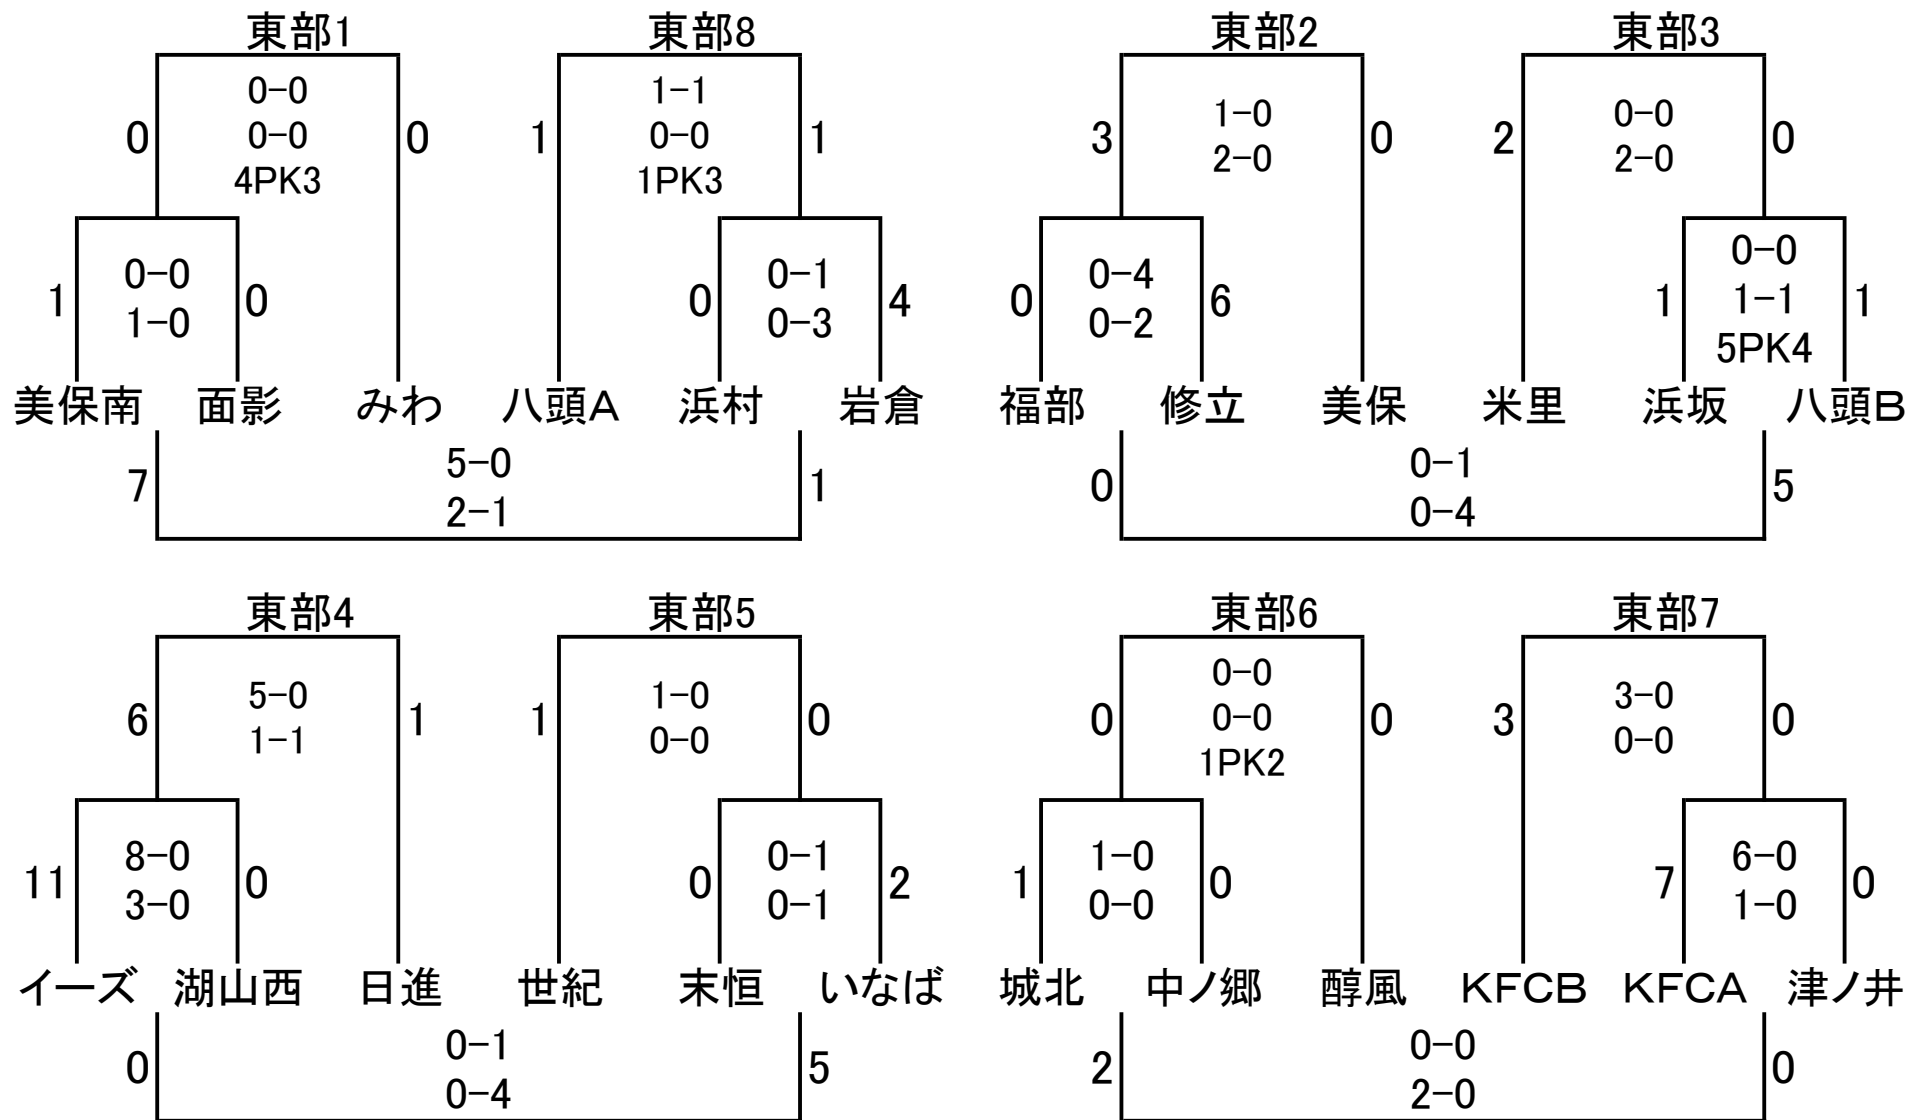 東部1 東部8 東部2 東部3
0-0 1-1
1-0 0-0
0 0-0 0 1 0-0 1 3 0 2 0
2-0 2-0
4PK3 1PK3
0-0
0-0 0-1 0-4
1 0 0 4 0 6 1 1-1 1
1-0 0-3 0-2
5PK4
美保南 面影 みわ 八頭A 浜村 岩倉 福部 修立 美保 米里 浜坂 八頭B
5-0 0-1
7 1 0 5
2-1 0-4
東部4 東部5 東部6 東部7
0-0
5-0 1-0 3-0
6 1 1 0 0 0-0 0 3 0
1-1 0-0 0-0
1PK2
8-0 0-1 1-0 6-0
11 0 0 2 1 0 7 0
3-0 0-1 0-0 1-0
イーズ 湖山西 日進 世紀 末恒 いなば 城北 中ノ郷 醇風 KFCB KFCA 津ノ井
0-1 0-0
0 5 2 0
0-4 2-0